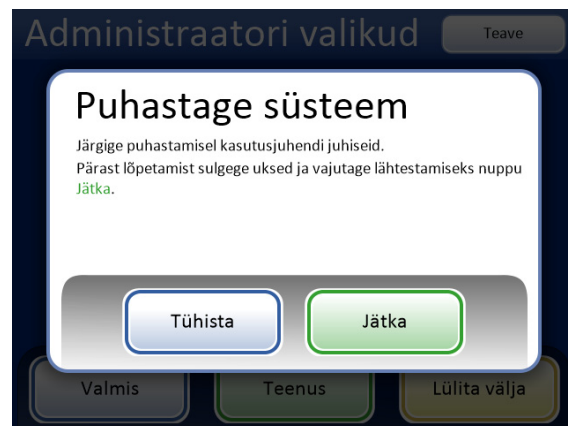 Administraatori valikud
Teave
Puhastage süsteem
Järgige puhastamisel kasutusjuhendi juhiseid.
Pärast lõpetamist sulgege uksed ja vajutage lähtestamiseks nuppu
Jätka.
Tühista
Jätka
Valmis
Teenus
Lülita välja